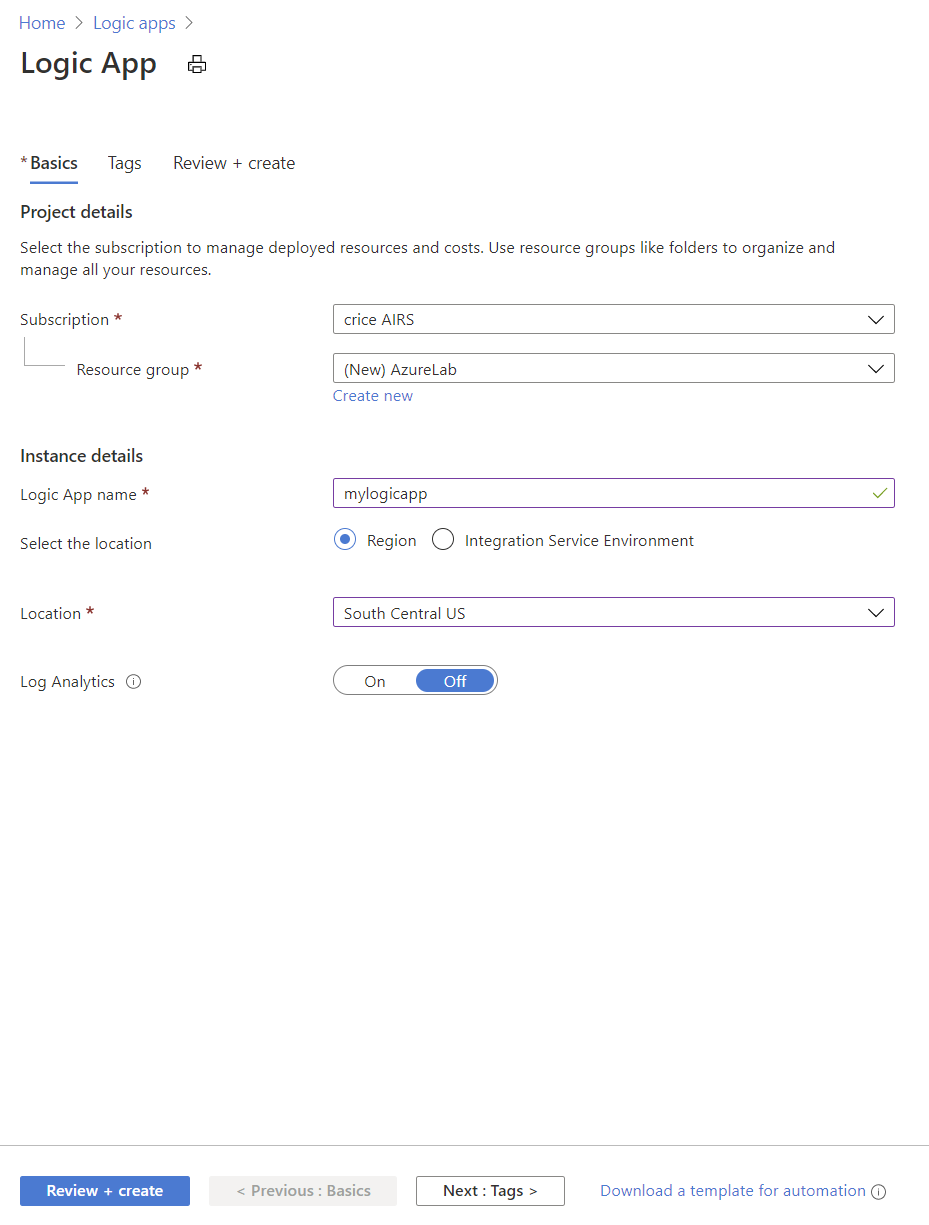 Home > Logic apps >
Logic App
* Basics Tags Review + create
Project details
Select the subscription to manage deployed resources and costs. Use resource groups like folders to organize and
manage all your resources.
Subscription * crice AIRS
Resource group * (New) AzureLab
Create new
Instance details
Logic App name * mylogicapp
Select the location Region Integration Service Environment
Location * South Central US
Log Analytics On Off
Review + create < Previous : Basics Next : Tags > Download a template for automation